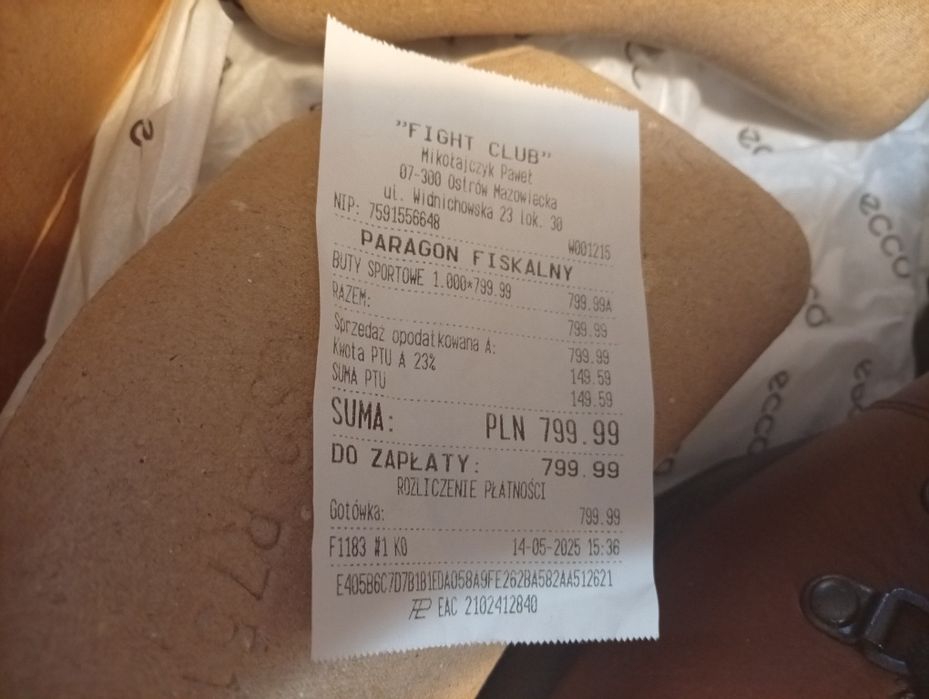 "FIGHT CLUB"
Mikołajczyk Paweł
07-300 Ostrów Mazowiecka
ul. Widnichowska 23 lok. 30
NIP: 7591556648 W001215
PARAGON FISKALNY
BUTY SPORTOWE 1.000*799.99 799.99A
RAZEM: 799.99
Sprzedaż opodatkowana A: 799.99
Kwota PTU A 23% 149.59
SUMA PTU 149.59
SUMA: PLN 799.99
DO ZAPŁATY: 799.99
ROZLICZENIE PŁATNOŚCI
Gotówka: 799.99
F1183 #1 KO 14-05-2025 15:36
E405B6C7D7B1B1EDA058A9FE262BA582AA512621
EAC 2102412840
ecco
ecco
ecco